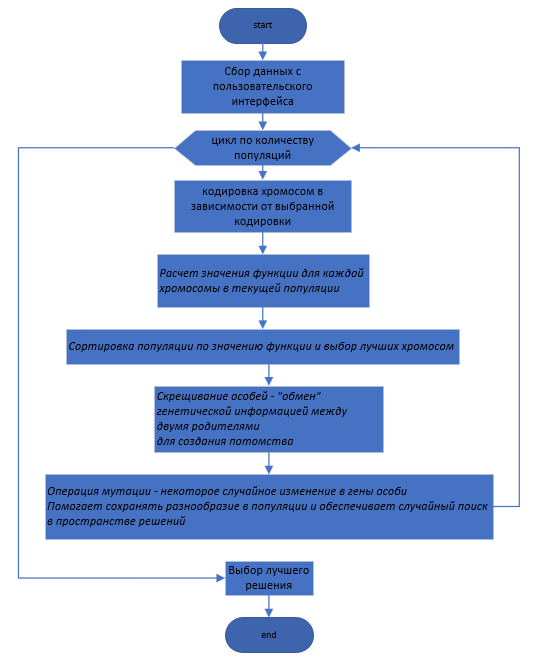 start
Сбор данных с
пользовательского
интерфейса
цикл по количеству
популяций
кодировка хромосом в
зависимости от выбранной
кодировки
Расчет значения функции для каждой
хромосомы в текущей популяции
Сортировка популяции по значению функции и выбор лучших хромосом
Скрещивание особей - "обмен"
генетической информацией между
двумя родителями
для создания потомства
Операция мутации - некоторое случайное изменение в гены особи
Помогает сохранять разнообразие в популяции и обеспечивает случайный поиск
в пространстве решений
Выбор лучшего
решения
end